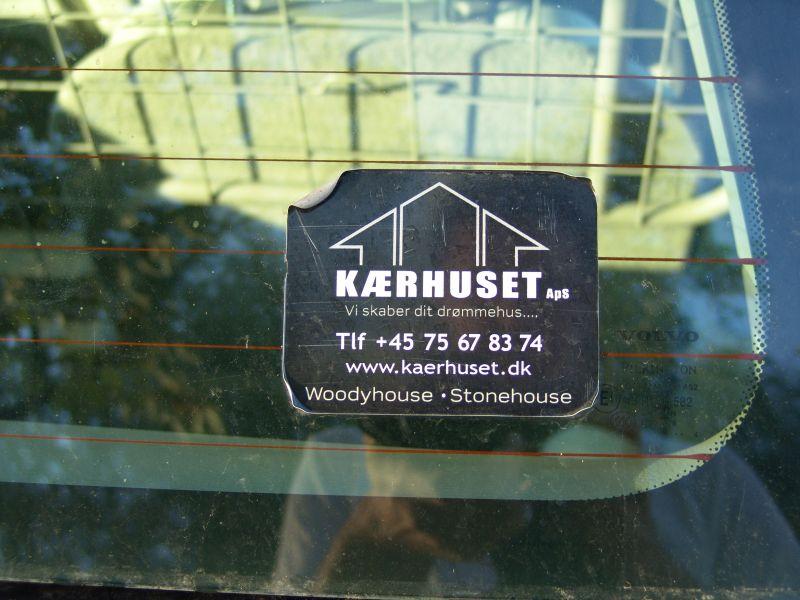 KÆRHUSET ApS
Vi skaber dit drømmehus....
Tlf +45 75 67 83 74
www.kaerhuset.dk
Woodyhouse · Stonehouse
VOLVO